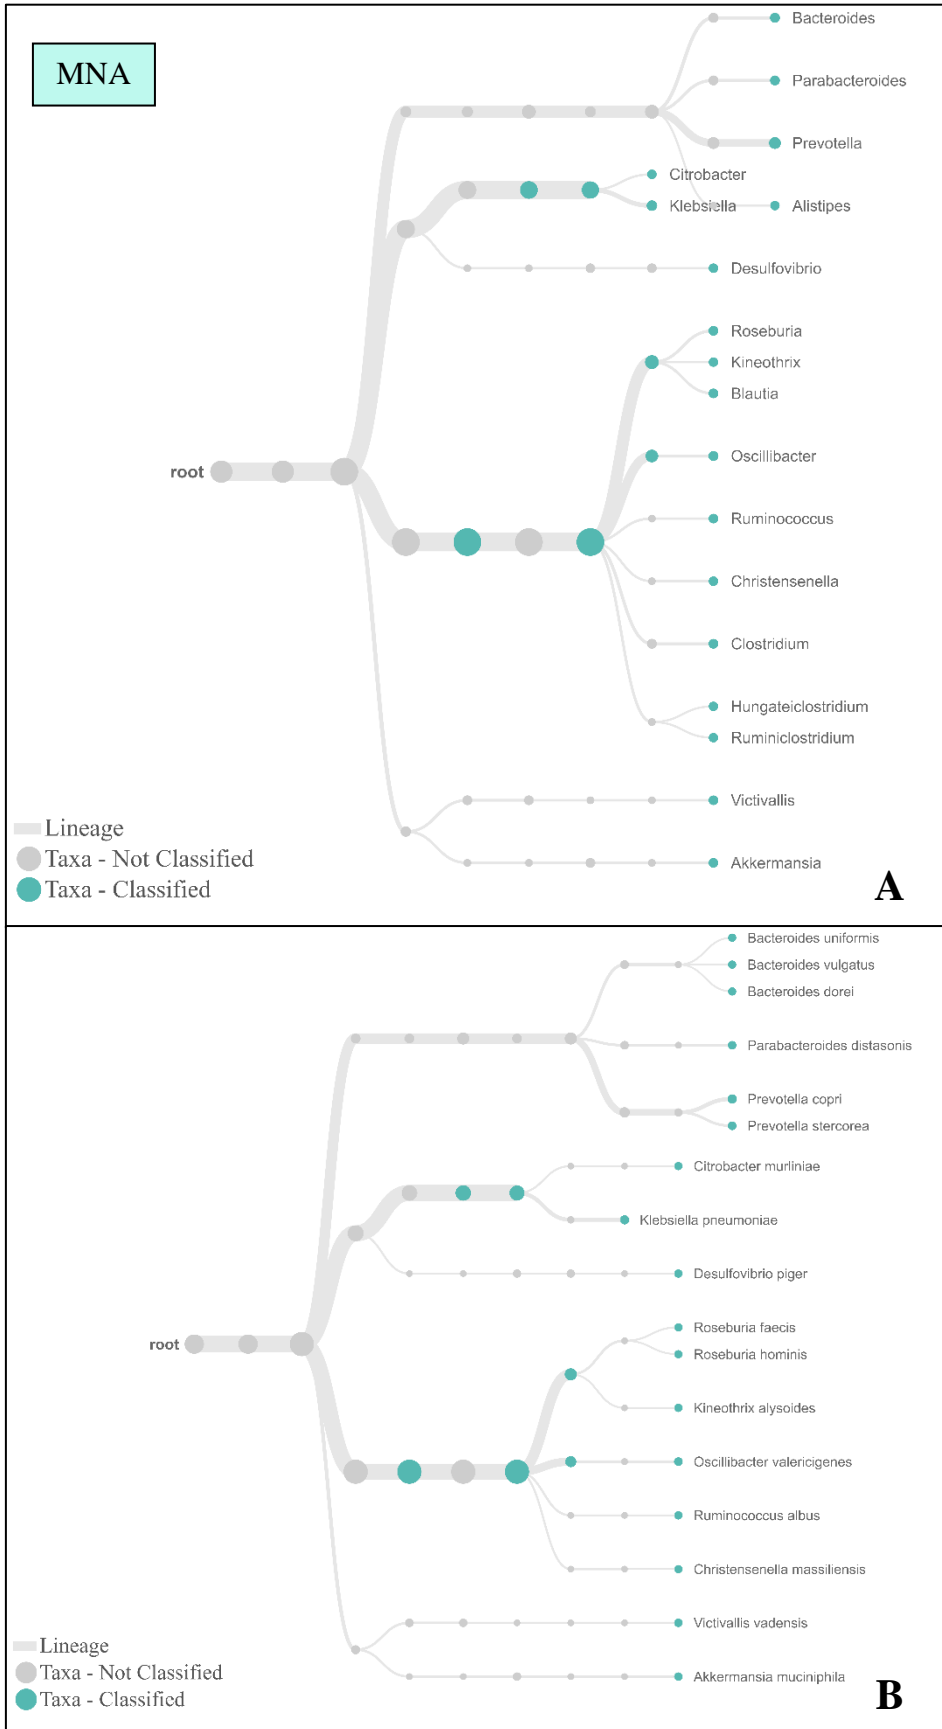 MNA
Bacteroides
Parabacteroides
Prevotella
Citrobacter
Klebsiella
Alistipes
Desulfovibrio
Roseburia
Kineothrix
Blautia
Oscillibacter
root
Ruminococcus
Christensenella
Clostridium
Hungateiclostridium
Ruminiclostridium
Victivallis
Akkermansia
Lineage
Taxa - Not Classified
Taxa - Classified
A
Bacteroides uniformis
Bacteroides vulgatus
Bacteroides dorei
Parabacteroides distasonis
Prevotella copri
Prevotella stercorea
Citrobacter murliniae
Klebsiella pneumoniae
Desulfovibrio piger
Roseburia faecis
root
Roseburia hominis
Kineothrix alysoides
Oscillibacter valericigenes
Ruminococcus albus
Christensenella massiliensis
Victivallis vadensis
Akkermansia muciniphila
Lineage
Taxa - Not Classified
Taxa - Classified
B